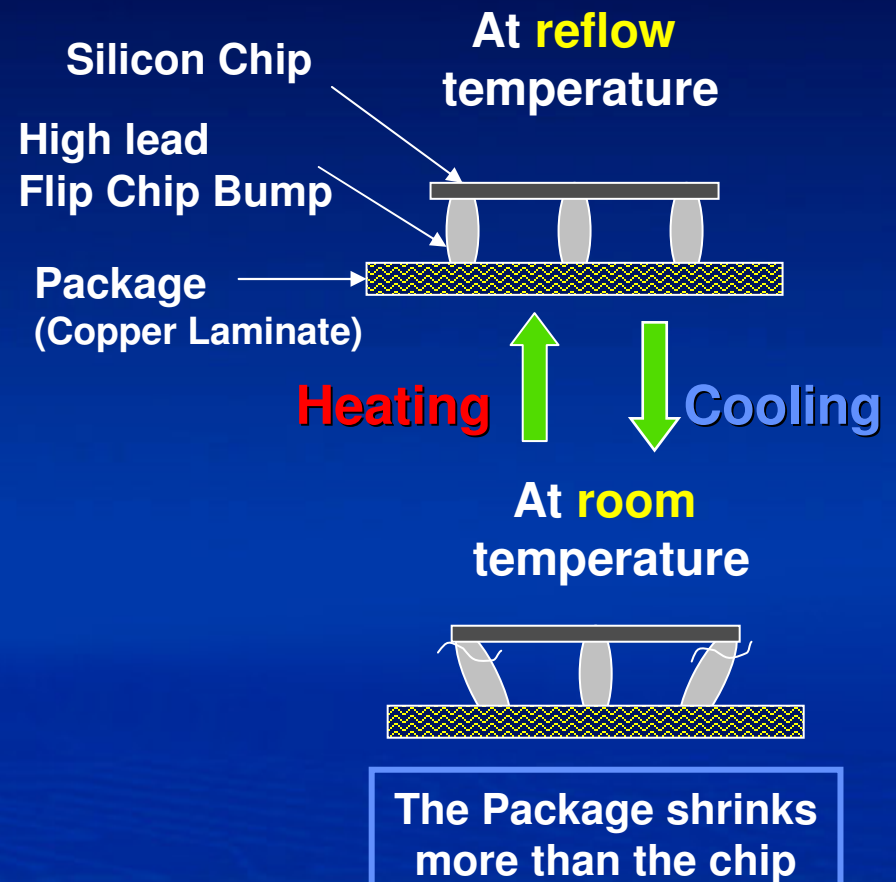 Silicon Chip
At reflow
temperature
High lead
Flip Chip Bump
Package
(Copper Laminate)
Heating
Cooling
At room
temperature
The Package shrinks
more than the chip